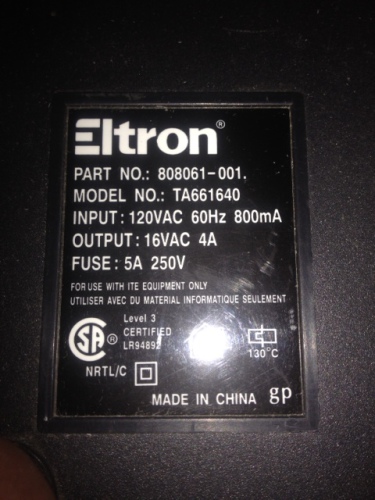 Eltron®
PART NO.: 808061-001.
MODEL NO.: TA661640
INPUT: 120VAC 60Hz 800mA
OUTPUT: 16VAC 4A
FUSE: 5A 250V
FOR USE WITH ITE EQUIPMENT ONLY
UTILISER AVEC DU MATERIAL INFORMATIQUE SEULEMENT
Level 3
CERTIFIED
LR94892
SA ®
130°C
NRTL/C
MADE IN CHINA gp